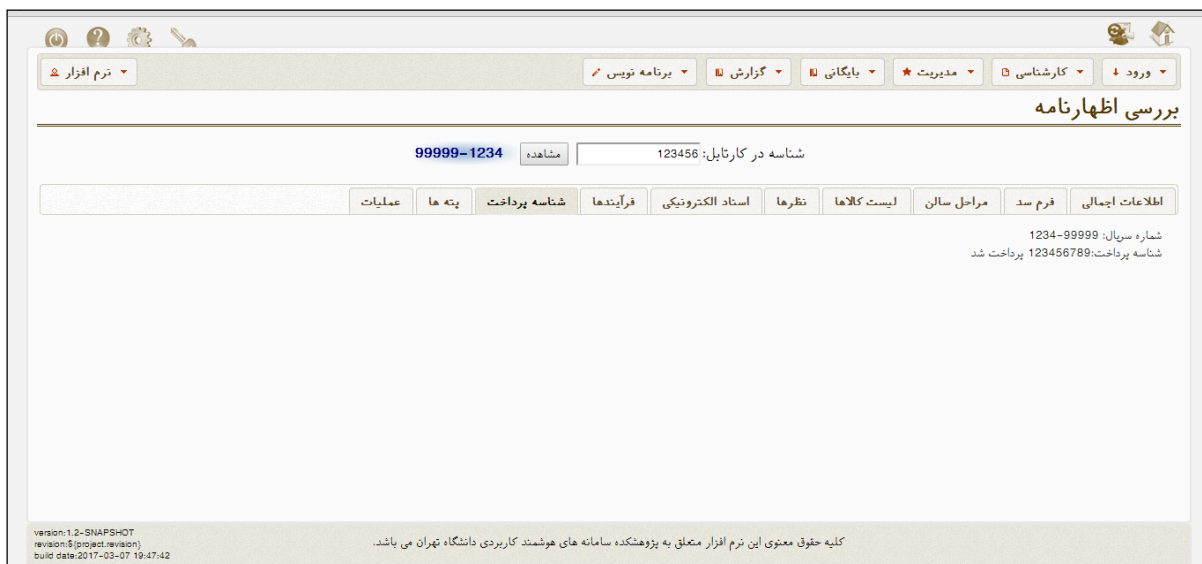 ورود
کارشناسی
مدیریت
بایگانی
گزارش
برنامه نویس
نرم افزار
بررسی اظهارنامه
شناسه در کارتابل: 123456 مشاهده 99999-1234
اطلاعات اجمالی
فرم سد
مراحل سالن
لیست کالاها
نظرها
اسناد الکترونیکی
فرآیندها
شناسه پرداخت
پته ها
عملیات
شماره سریال: 99999-1234
شناسه پرداخت:123456789 پرداخت شد
کلیه حقوق معنوی این نرم افزار متعلق به پژوهشکده سامانه های هوشمند کاربردی دانشگاه تهران می باشد.
version:1.2-SNAPSHOT
revision:${project.revision}
build date:2017-03-07 19:47:42